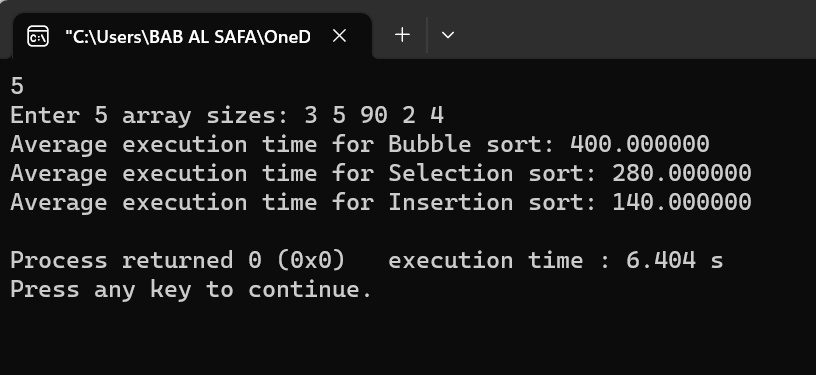 "C:\Users\BAB AL SAFA\OneD
5
Enter 5 array sizes: 3 5 90 2 4
Average execution time for Bubble sort: 400.000000
Average execution time for Selection sort: 280.000000
Average execution time for Insertion sort: 140.000000
Process returned 0 (0x0)   execution time : 6.404 s
Press any key to continue.